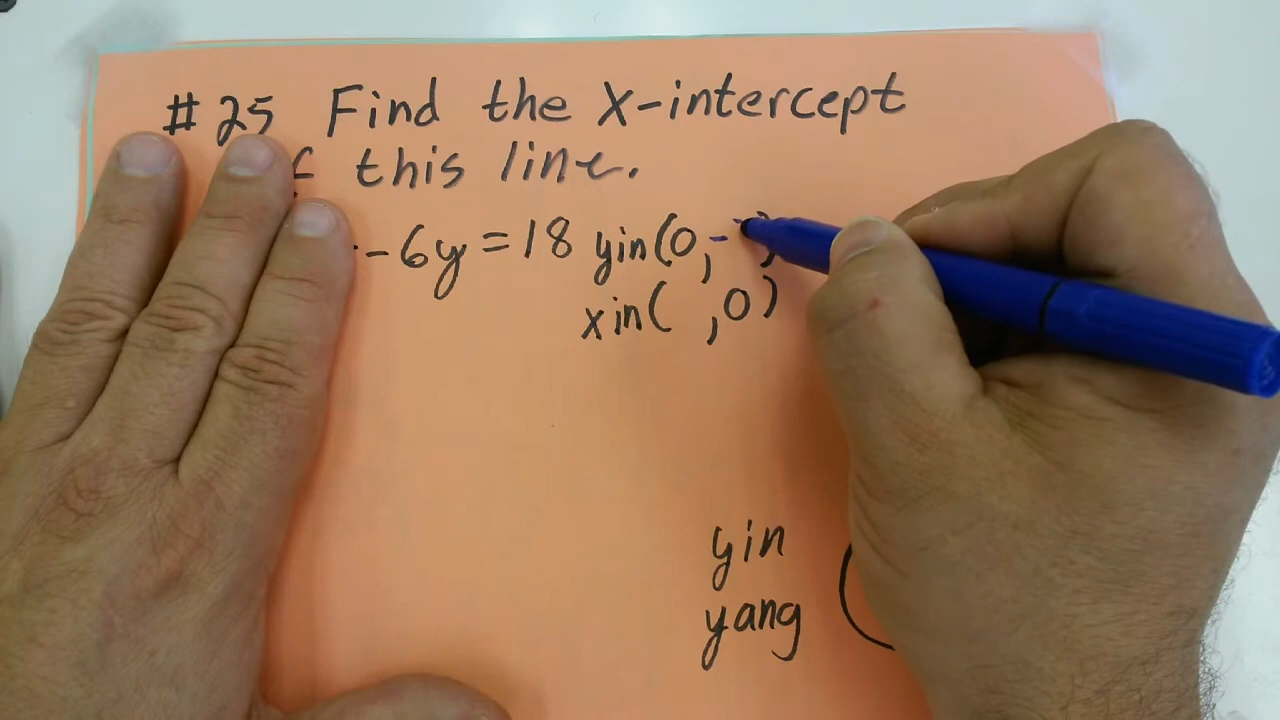 #25 Find the x-intercept
this line.
- 6y = 18 yin(0,- )
xin( ,0)
yin
yang